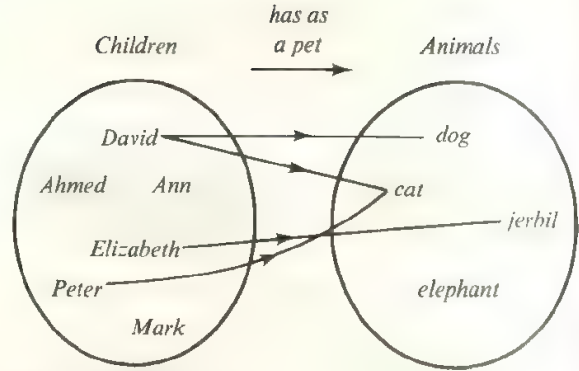 has as
a pet
Children
Animals
David
dog
Ahmed
Ann
cat
Elizabeth
jerbil
Peter
elephant
Mark